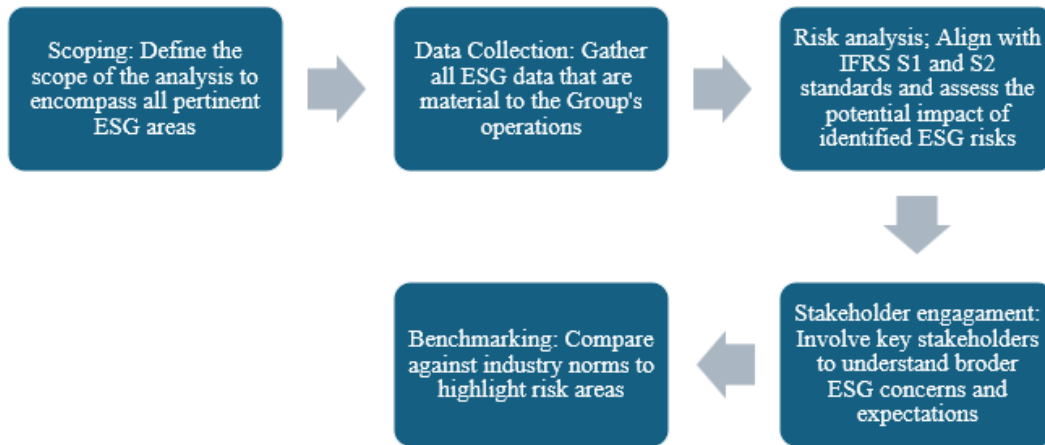 Scoping: Define the
scope of the analysis to
encompass all pertinent
ESG areas
Data Collection: Gather
all ESG data that are
material to the Group's
operations
Risk analysis; Align with
IFRS S1 and S2
standards and assess the
potential impact of
identified ESG risks
Stakeholder engagament:
Involve key stakeholders
to understand broder
ESG concerns and
expectations
Benchmarking: Compare
against industry norms to
highlight risk areas